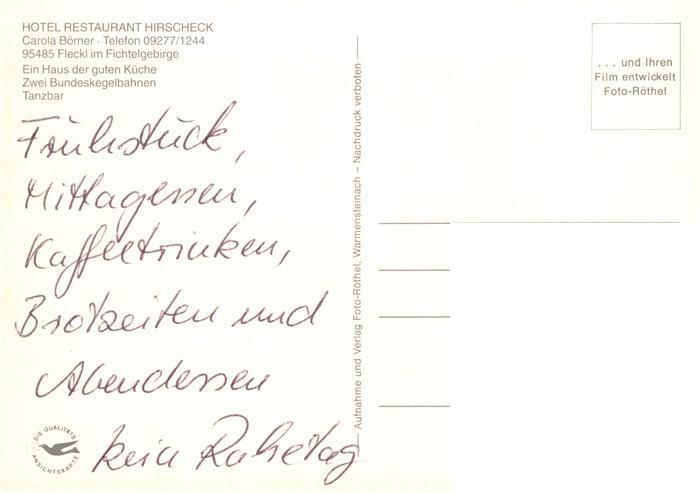 HOTEL RESTAURANT HIRSCHECK
Carola Börner · Telefon 09277/1244
95485 Fleckl im Fichtelgebirge
Ein Haus der guten Küche
Zwei Bundeskegelbahnen
Tanzbar
Frühstück,
Mittagessen,
Kaffeetrinken,
Brotzeiten und
Abendessen
kein Ruhetag
DIE QUALITÄTS
ANSICHTSKARTE
Aufnahme und Verlag Foto-Röthel, Warmensteinach – Nachdruck verboten
. . . und Ihren
Film entwickelt
Foto-Röthel